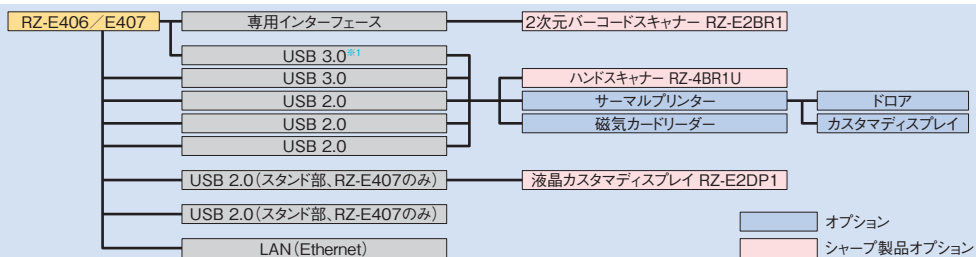 RZ-E406／E407
専用インターフェース
2次元バーコードスキャナー RZ-E2BR1
USB 3.0※1
USB 3.0
ハンドスキャナー RZ-4BR1U
USB 2.0
サーマルプリンター
ドロア
USB 2.0
磁気カードリーダー
カスタマディスプレイ
USB 2.0
USB 2.0（スタンド部、RZ-E407のみ）
液晶カスタマディスプレイ RZ-E2DP1
USB 2.0（スタンド部、RZ-E407のみ）
オプション
LAN（Ethernet）
シャープ製品オプション